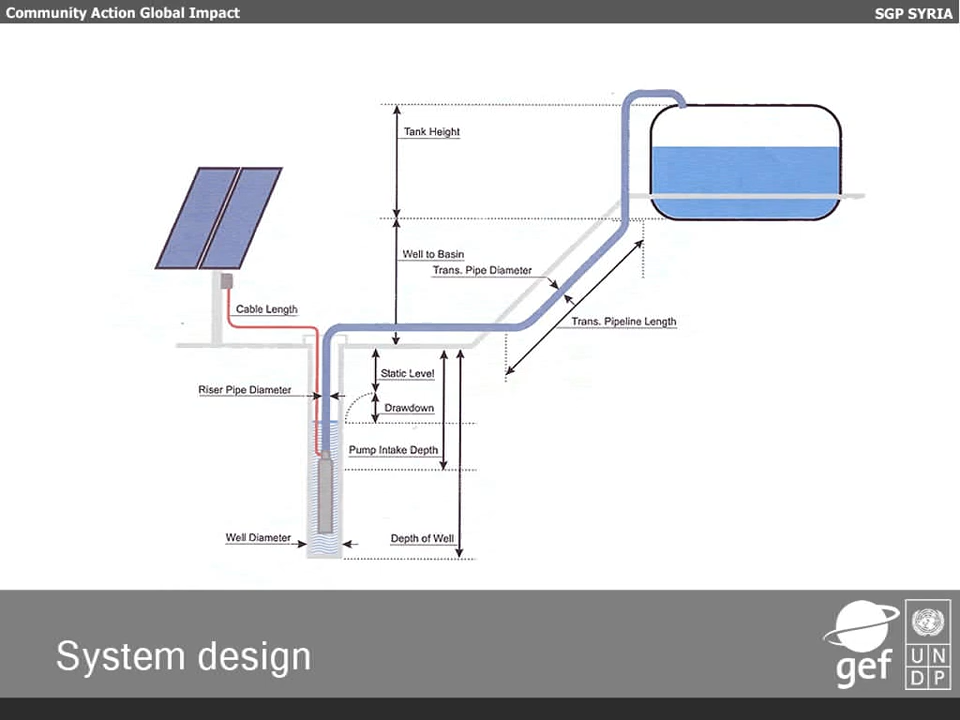 Community Action Global Impact
SGP SYRIA
Tank Height
Well to Basin
Trans. Pipe Diameter
Cable Length
Trans. Pipeline Length
Static Level
Riser Pipe Diameter
Drawdown
Pump Intake Depth
Well Diameter
Depth of Well
System design
gef
U N
D P